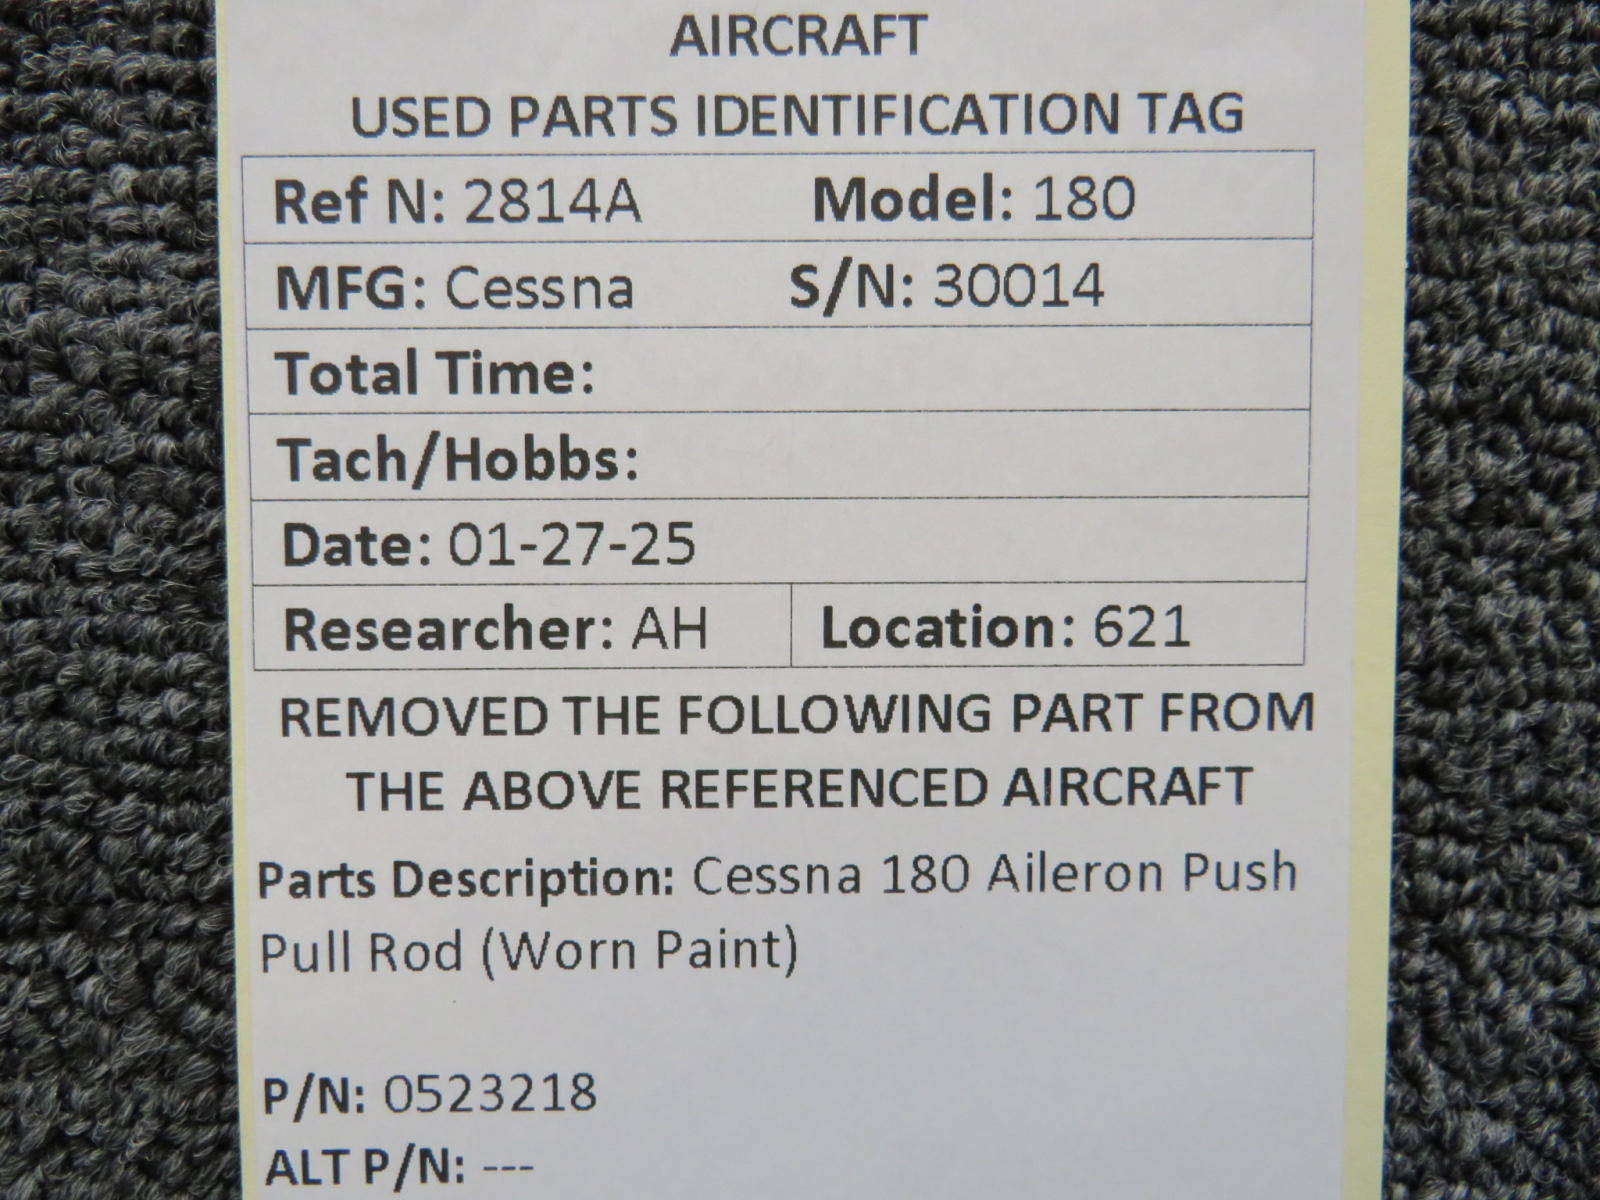 AIRCRAFT
USED PARTS IDENTIFICATION TAG
Ref N: 2814A Model: 180
MFG: Cessna S/N: 30014
Total Time:
Tach/Hobbs:
Date: 01-27-25
Researcher: AH Location: 621
REMOVED THE FOLLOWING PART FROM
THE ABOVE REFERENCED AIRCRAFT
Parts Description: Cessna 180 Aileron Push
Pull Rod (Worn Paint)
P/N: 0523218
ALT P/N: ---